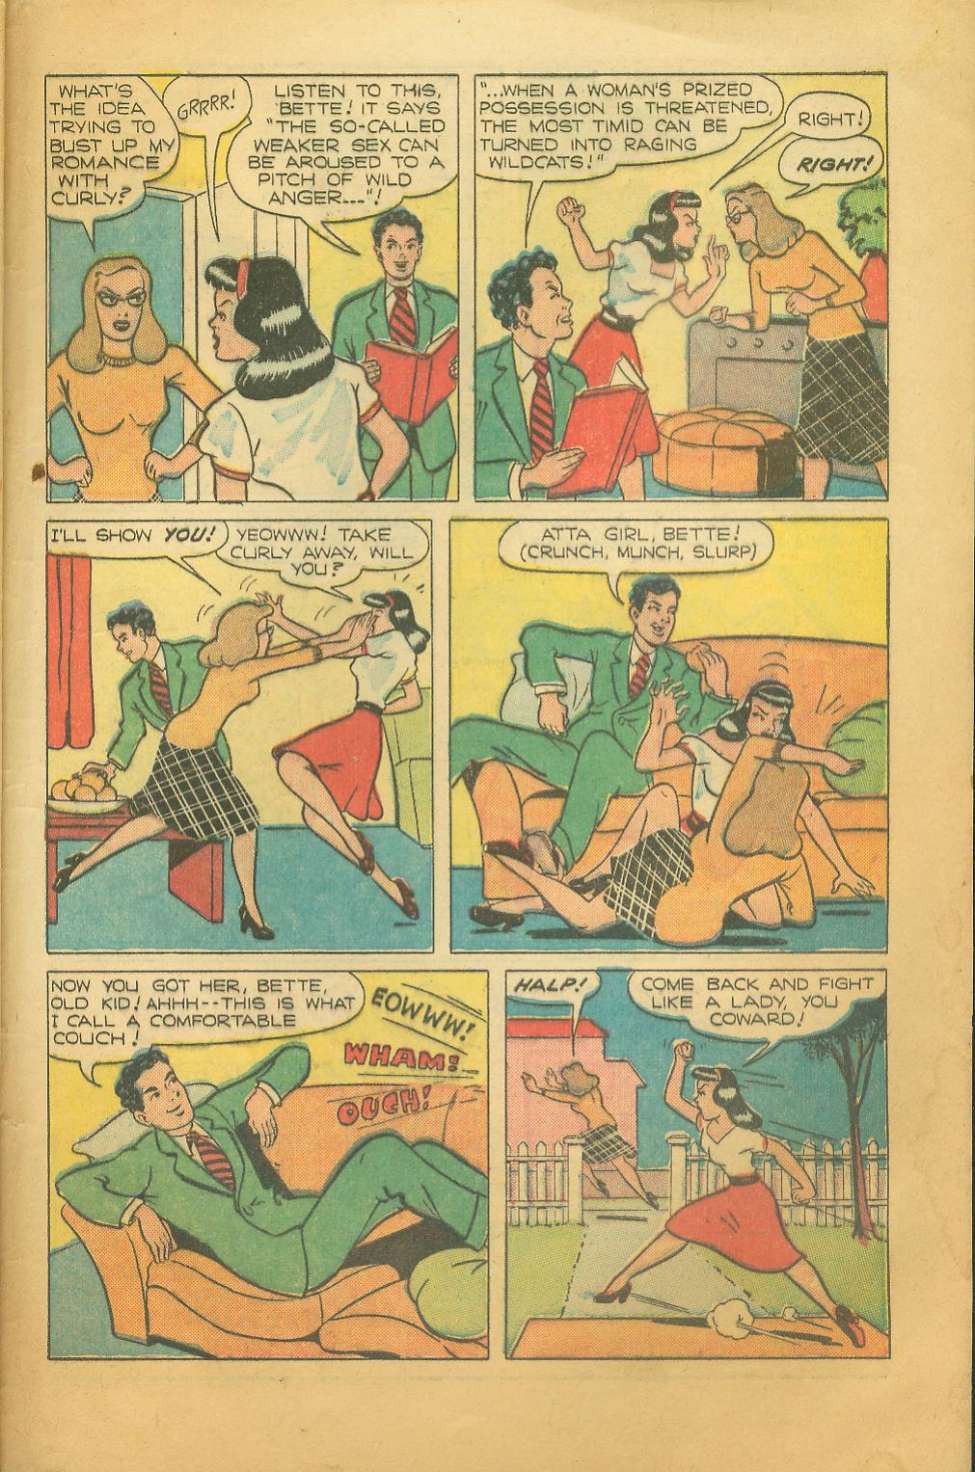 WHAT'S
THE IDEA
TRYING TO
BUST UP MY
ROMANCE
WITH
CURLY?
GRRRR!
LISTEN TO THIS,
BETTE! IT SAYS
"THE SO-CALLED
WEAKER SEX CAN
BE AROUSED TO A
PITCH OF WILD
ANGER..."!
"...WHEN A WOMAN'S PRIZED
POSSESSION IS THREATENED,
THE MOST TIMID CAN BE
TURNED INTO RAGING
WILDCATS!"
RIGHT!
RIGHT!
I'LL SHOW YOU!
YEOWWW! TAKE
CURLY AWAY, WILL
YOU?
ATTA GIRL, BETTE!
(CRUNCH, MUNCH, SLURP)
NOW YOU GOT HER, BETTE,
OLD KID! AHHH--THIS IS WHAT
I CALL A COMFORTABLE
COUCH!
EOWWW!
WHAM!
OUCH!
HALP!
COME BACK AND FIGHT
LIKE A LADY, YOU
COWARD!